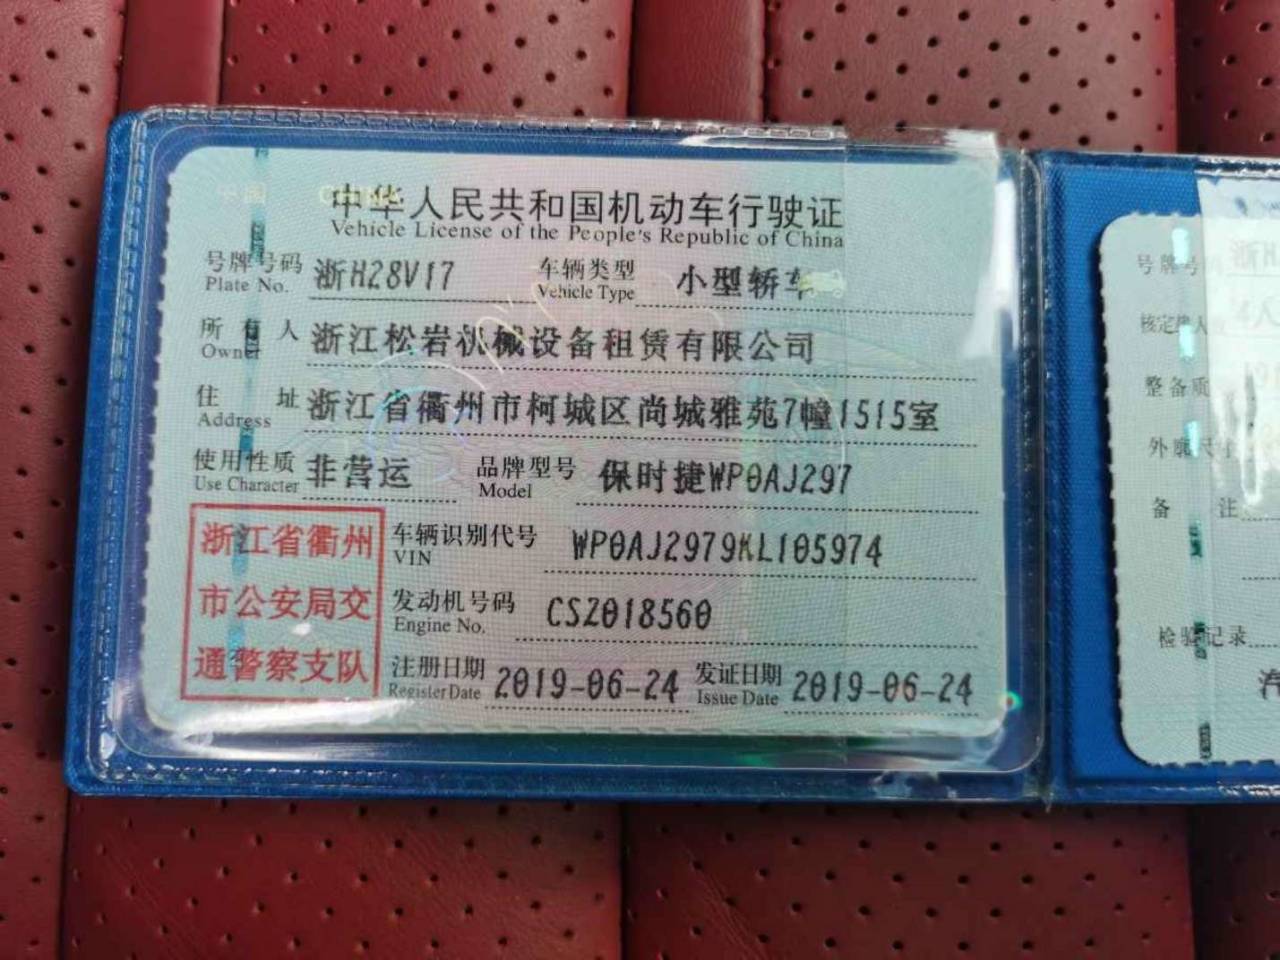 中华人民共和国机动车行驶证
Vehicle License of the People's Republic of China
号牌号码 浙H28V17 车辆类型 小型轿车
Plate No. Vehicle Type
所有人 浙江松岩机械设备租赁有限公司
Owner
住址 浙江省衢州市柯城区尚城雅苑7幢1515室
Address
使用性质 非营运 品牌型号 保时捷WP0AJ297
Use Character Model
浙江省衢州
市公安局交
通警察支队
车辆识别代号 WP0AJ2979KL105974
VIN
发动机号码 CSZ018560
Engine No.
注册日期 2019-06-24 发证日期 2019-06-24
Register Date Issue Date
号牌号
核定
整备质
外廓尺寸
备注
检验记录